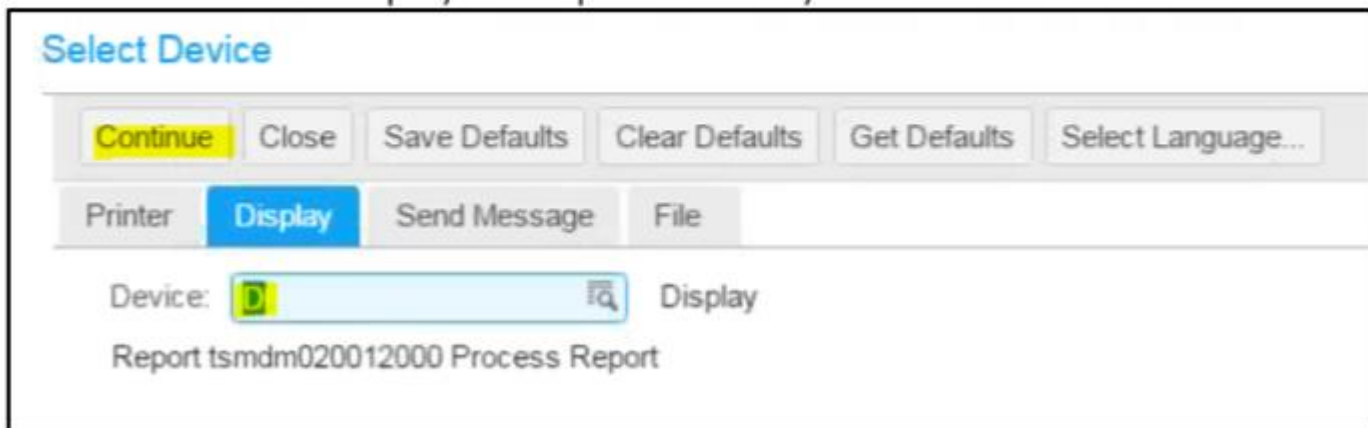 Select Device
Continue Close Save Defaults Clear Defaults Get Defaults Select Language...
Printer Display Send Message File
Device: D Display
Report tsmdm020012000 Process Report